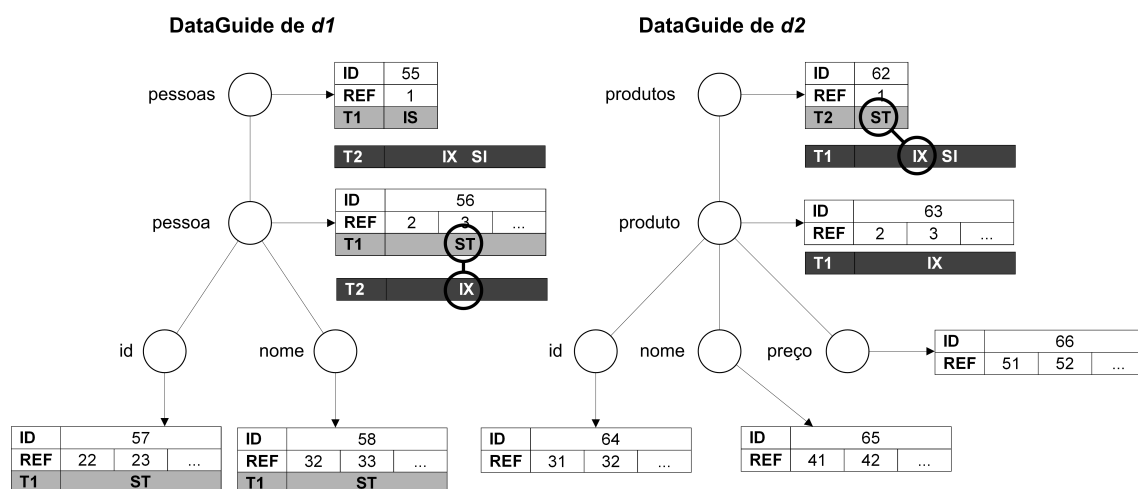 DataGuide de d1
DataGuide de d2
pessoas
ID 55
REF 1
T1 IS
T2 IX SI
pessoa
ID 56
REF 2 3 ...
T1 ST
T2 IX
id
nome
ID 57
REF 22 23 ...
T1 ST
ID 58
REF 32 33 ...
T1 ST
produtos
ID 62
REF 1
T2 ST
T1 IX SI
produto
ID 63
REF 2 3 ...
T1 IX
id
nome
preço
ID 66
REF 51 52 ...
ID 64
REF 31 32 ...
ID 65
REF 41 42 ...